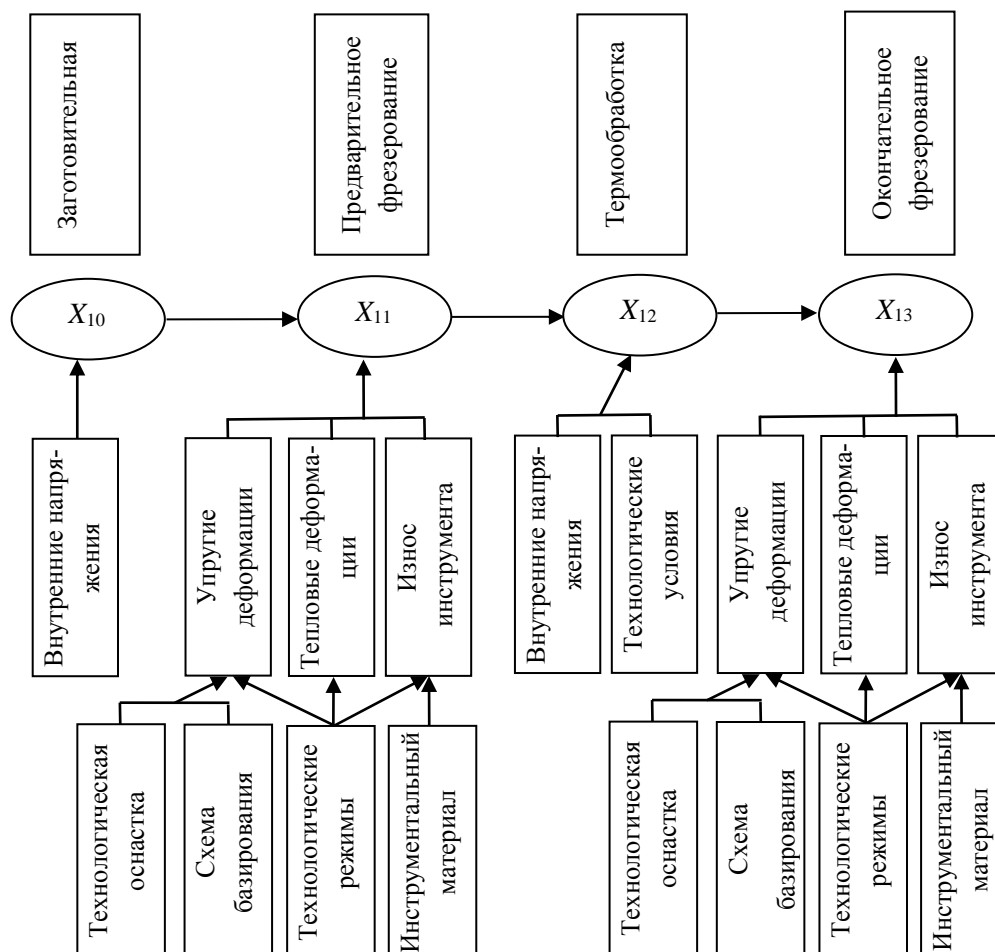 Заготовительная
Предварительное
фрезерование
Термообработка
Окончательное
фрезерование
X10
X11
X12
X13
Внутренние напря-
жения
Упругие
деформации
Тепловые деформа-
ции
Износ
инструмента
Внутренние напря-
жения
Технологические
условия
Упругие
деформации
Тепловые деформа-
ции
Износ
инструмента
Технологическая
оснастка
Схема
базирования
Технологические
режимы
Инструментальный
материал
Технологическая
оснастка
Схема
базирования
Технологические
режимы
Инструментальный
материал